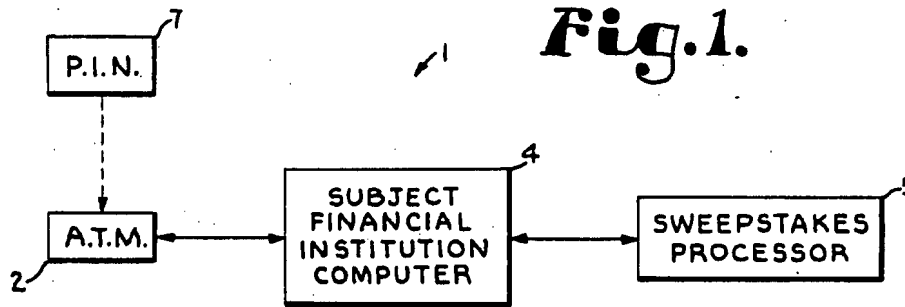 Fig.1.
7
P.I.N.
1
4
SUBJECT
FINANCIAL
INSTITUTION
COMPUTER
A.T.M.
2
SWEEPSTAKES
PROCESSOR